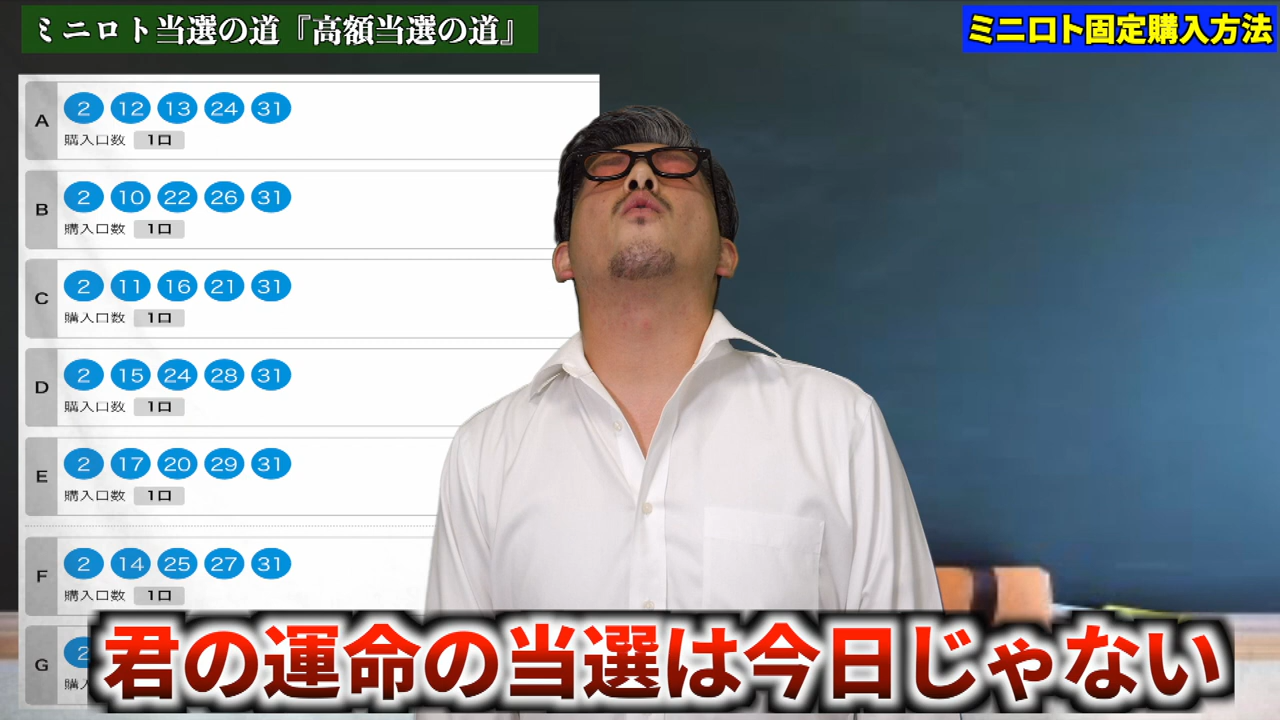 ミニロト当選の道『高額当選の道』
ミニロト固定購入方法
A 2 12 13 24 31
購入口数 1口
B 2 10 22 26 31
購入口数 1口
C 2 11 16 21 31
購入口数 1口
D 2 15 24 28 31
購入口数 1口
E 2 17 20 29 31
購入口数 1口
F 2 14 25 27 31
購入口数 1口
G 2
購入
君の運命の当選は今日じゃない